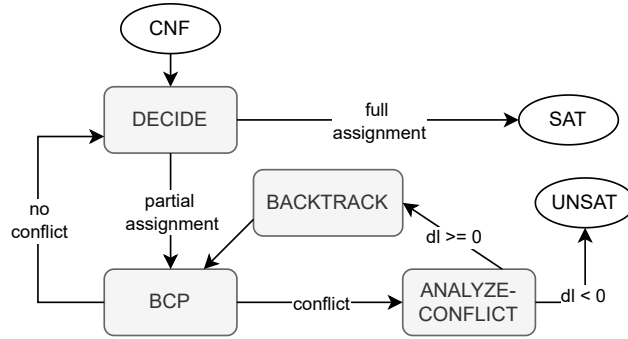 CNF
DECIDE
full
assignment
SAT
no
conflict
partial
assignment
BACKTRACK
UNSAT
dl >= 0
BCP
conflict
ANALYZE-
CONFLICT
dl < 0